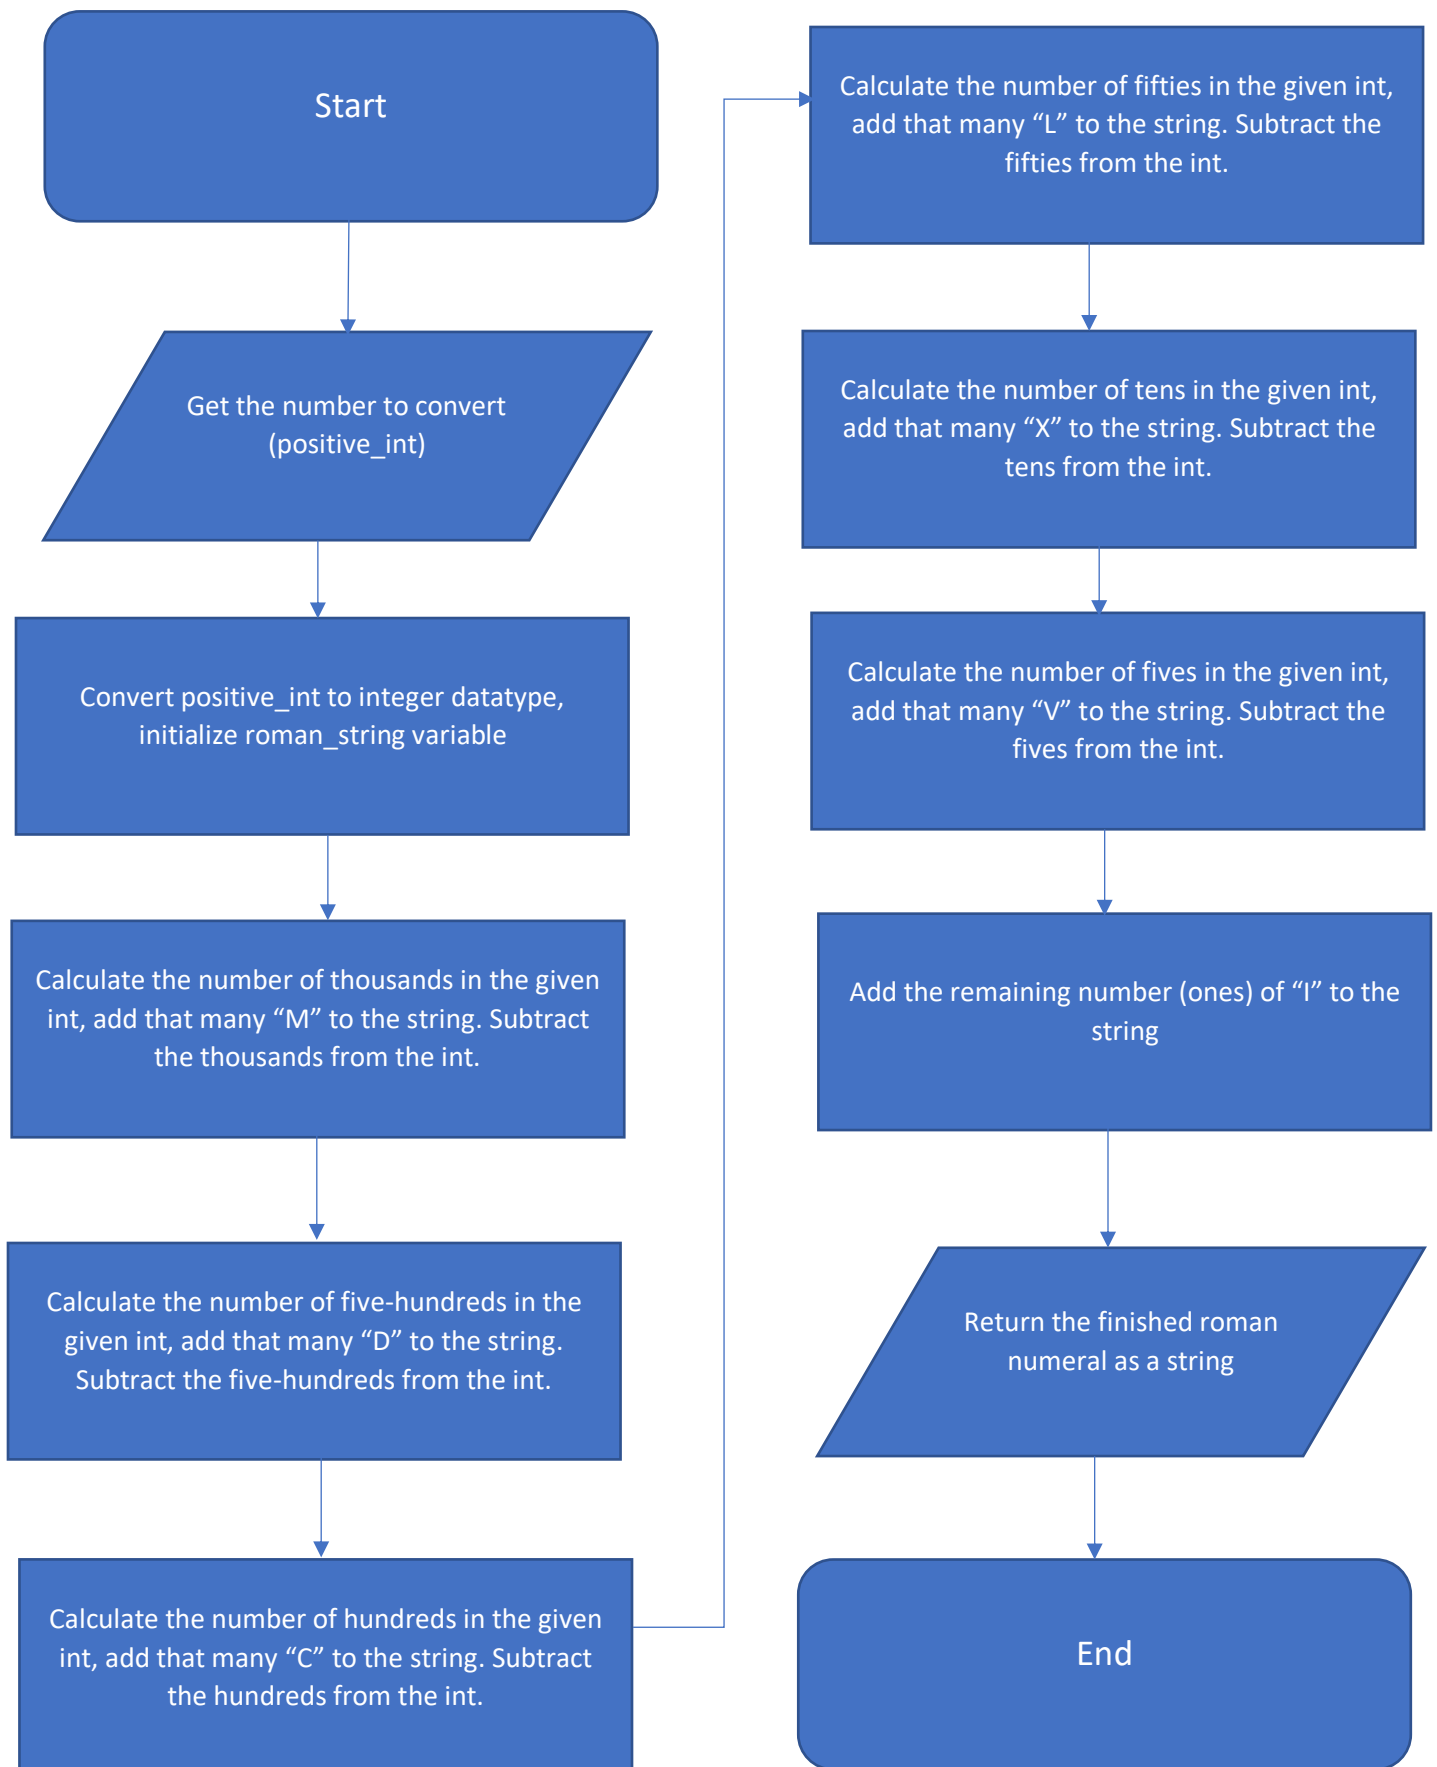 Start
Get the number to convert
(positive_int)
Convert positive_int to integer datatype,
initialize roman_string variable
Calculate the number of thousands in the given
int, add that many “M” to the string. Subtract
the thousands from the int.
Calculate the number of five-hundreds in the
given int, add that many “D” to the string.
Subtract the five-hundreds from the int.
Calculate the number of hundreds in the given
int, add that many “C” to the string. Subtract
the hundreds from the int.
Calculate the number of fifties in the given int,
add that many “L” to the string. Subtract the
fifties from the int.
Calculate the number of tens in the given int,
add that many “X” to the string. Subtract the
tens from the int.
Calculate the number of fives in the given int,
add that many “V” to the string. Subtract the
fives from the int.
Add the remaining number (ones) of “I” to the
string
Return the finished roman
numeral as a string
End